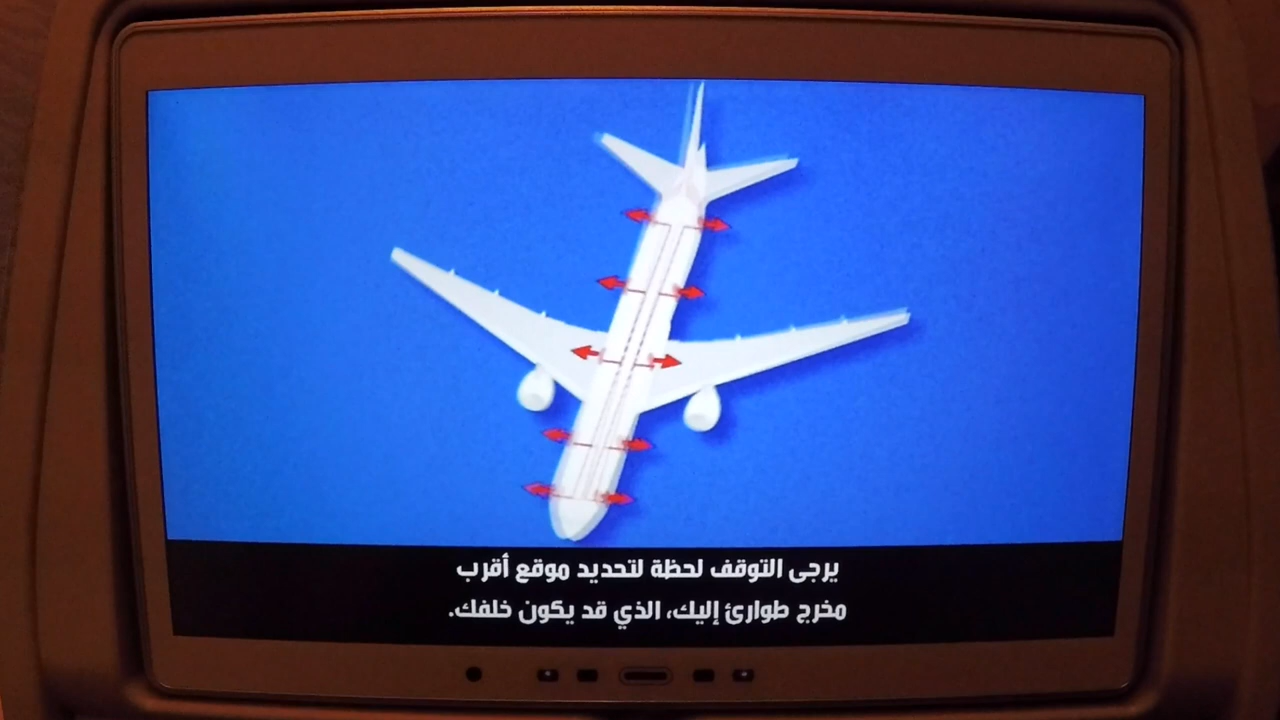 يرجى التوقف لحظة لتحديد موقع أقرب
مخرج طوارئ إليك، الذي قد يكون خلفك.